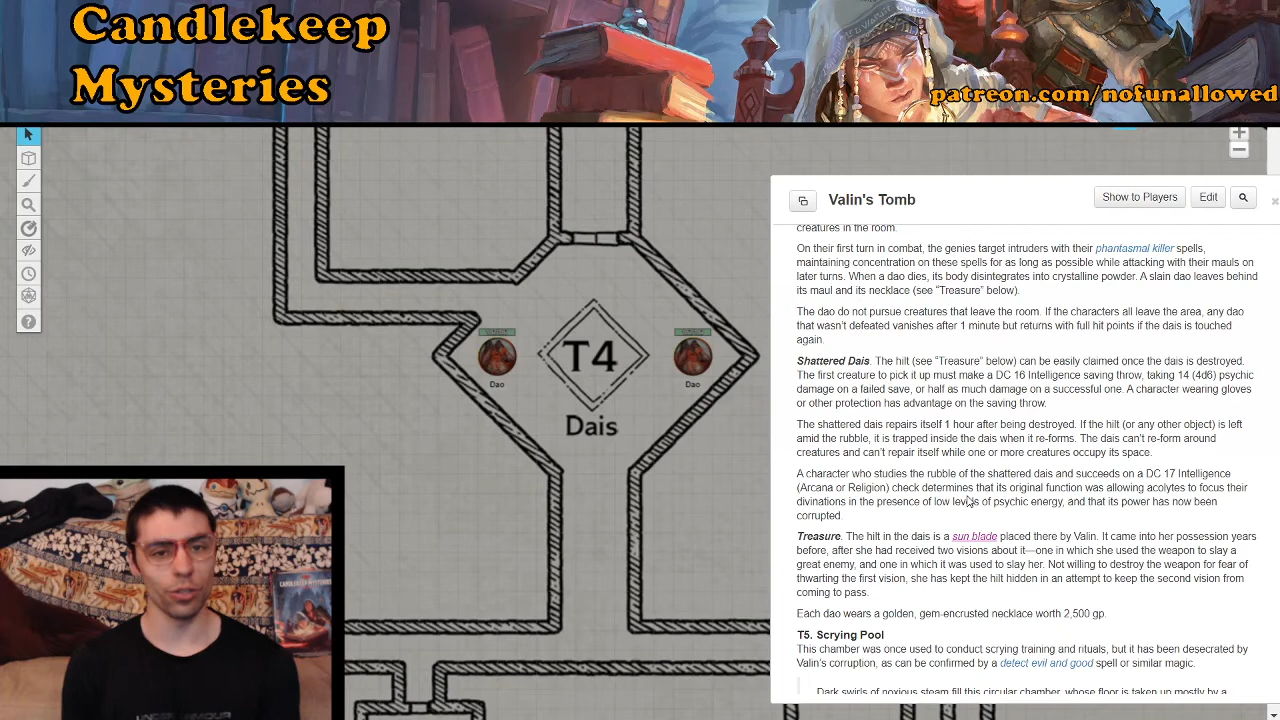 Candlekeep
Mysteries
patreon.com/nofunallowed
Valin's Tomb
Show to Players
Edit
creatures in the room.
On their first turn in combat, the genies target intruders with their phantasmal killer spells,
maintaining concentration on these spells for as long as possible while attacking with their mauls on
later turns. When a dao dies, its body disintegrates into crystalline powder. A slain dao leaves behind
its maul and its necklace (see “Treasure” below).
The dao do not pursue creatures that leave the room. If the characters all leave the area, any dao
that wasn't defeated vanishes after 1 minute but returns with full hit points if the dais is touched
again.
Shattered Dais. The hilt (see “Treasure” below) can be easily claimed once the dais is destroyed.
The first creature to pick it up must make a DC 16 Intelligence saving throw, taking 14 (4d6) psychic
damage on a failed save, or half as much damage on a successful one. A character wearing gloves
or other protection has advantage on the saving throw.
The shattered dais repairs itself 1 hour after being destroyed. If the hilt (or any other object) is left
amid the rubble, it is trapped inside the dais when it re-forms. The dais can't re-form around
creatures and can't repair itself while one or more creatures occupy its space.
A character who studies the rubble of the shattered dais and succeeds on a DC 17 Intelligence
(Arcana or Religion) check determines that its original function was allowing acolytes to focus their
divinations in the presence of low levels of psychic energy, and that its power has now been
corrupted.
Treasure. The hilt in the dais is a sun blade placed there by Valin. It came into her possession years
before, after she had received two visions about it—one in which she used the weapon to slay a
great enemy, and one in which it was used to slay her. Not willing to destroy the weapon for fear of
thwarting the first vision, she has kept the hilt hidden in an attempt to keep the second vision from
coming to pass.
Each dao wears a golden, gem-encrusted necklace worth 2,500 gp.
T5. Scrying Pool
This chamber was once used to conduct scrying training and rituals, but it has been desecrated by
Valin's corruption, as can be confirmed by a detect evil and good spell or similar magic.
Dark swirls of noxious steam fill this circular chamber, whose floor is taken up mostly by a
T4
Dao
Dao
Dais
CANDLEKEEP